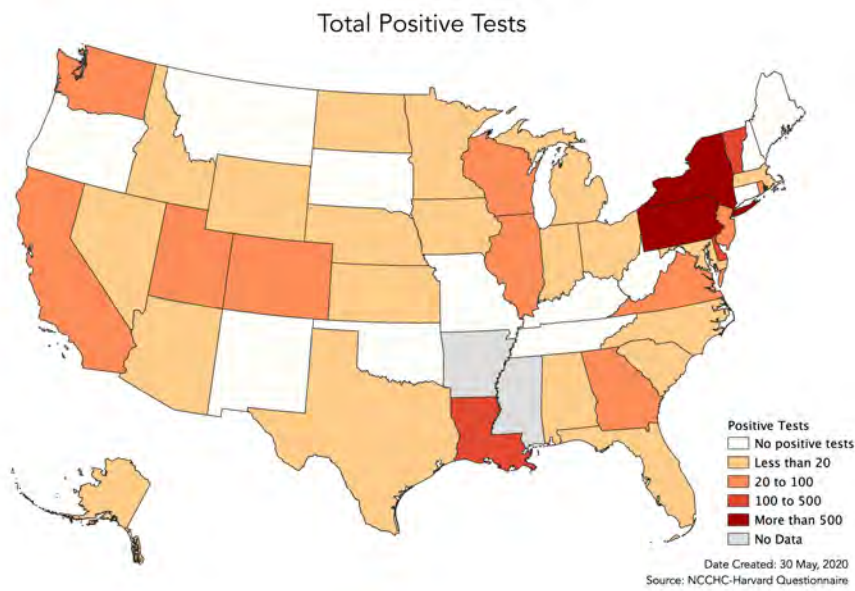 Total Positive Tests
Positive Tests
No positive tests
Less than 20
20 to 100
100 to 500
More than 500
No Data
Date Created: 30 May, 2020
Source: NCCHC-Harvard Questionnaire